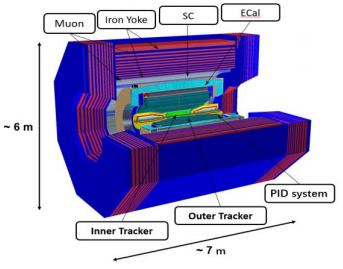 Muon
Iron Yoke
SC
ECal
~ 6 m
PID system
Outer Tracker
Inner Tracker
~ 7 m